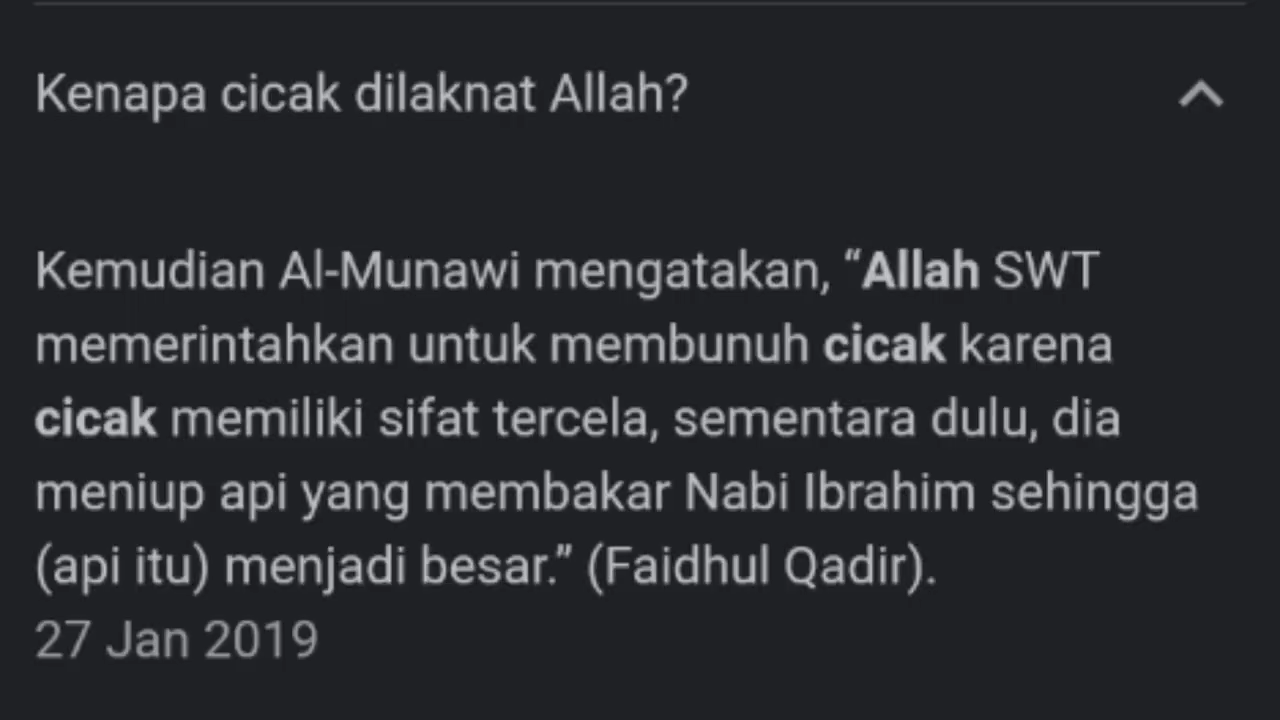 Kenapa cicak dilaknat Allah?
Kemudian Al-Munawi mengatakan, “Allah SWT
memerintahkan untuk membunuh cicak karena
cicak memiliki sifat tercela, sementara dulu, dia
meniup api yang membakar Nabi Ibrahim sehingga
(api itu) menjadi besar.” (Faidhul Qadir).
27 Jan 2019